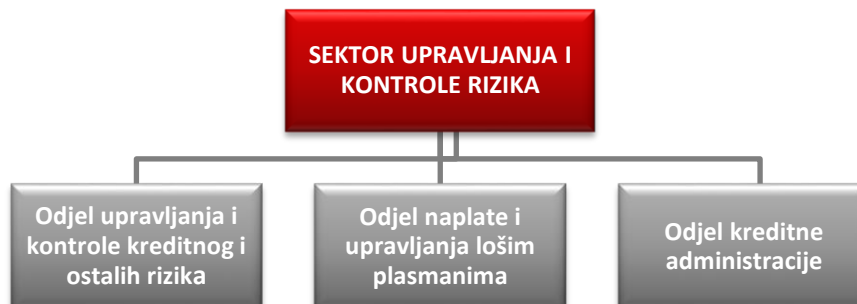 SEKTOR UPRAVLJANJA I
KONTROLE RIZIKA
Odjel upravljanja i
kontrole kreditnog i
ostalih rizika
Odjel naplate i
upravljanja lošim
plasmanima
Odjel kreditne
administracije